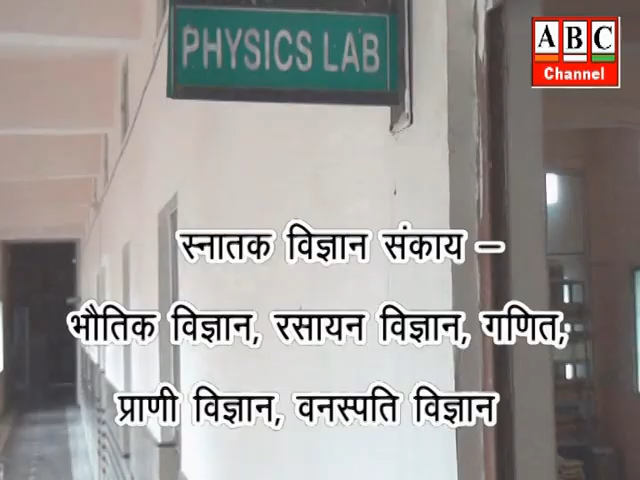 PHYSICS LAB
ABC
Channel
स्नातक विज्ञान संकाय –
भौतिक विज्ञान, रसायन विज्ञान, गणित,
प्राणी विज्ञान, वनस्पति विज्ञान